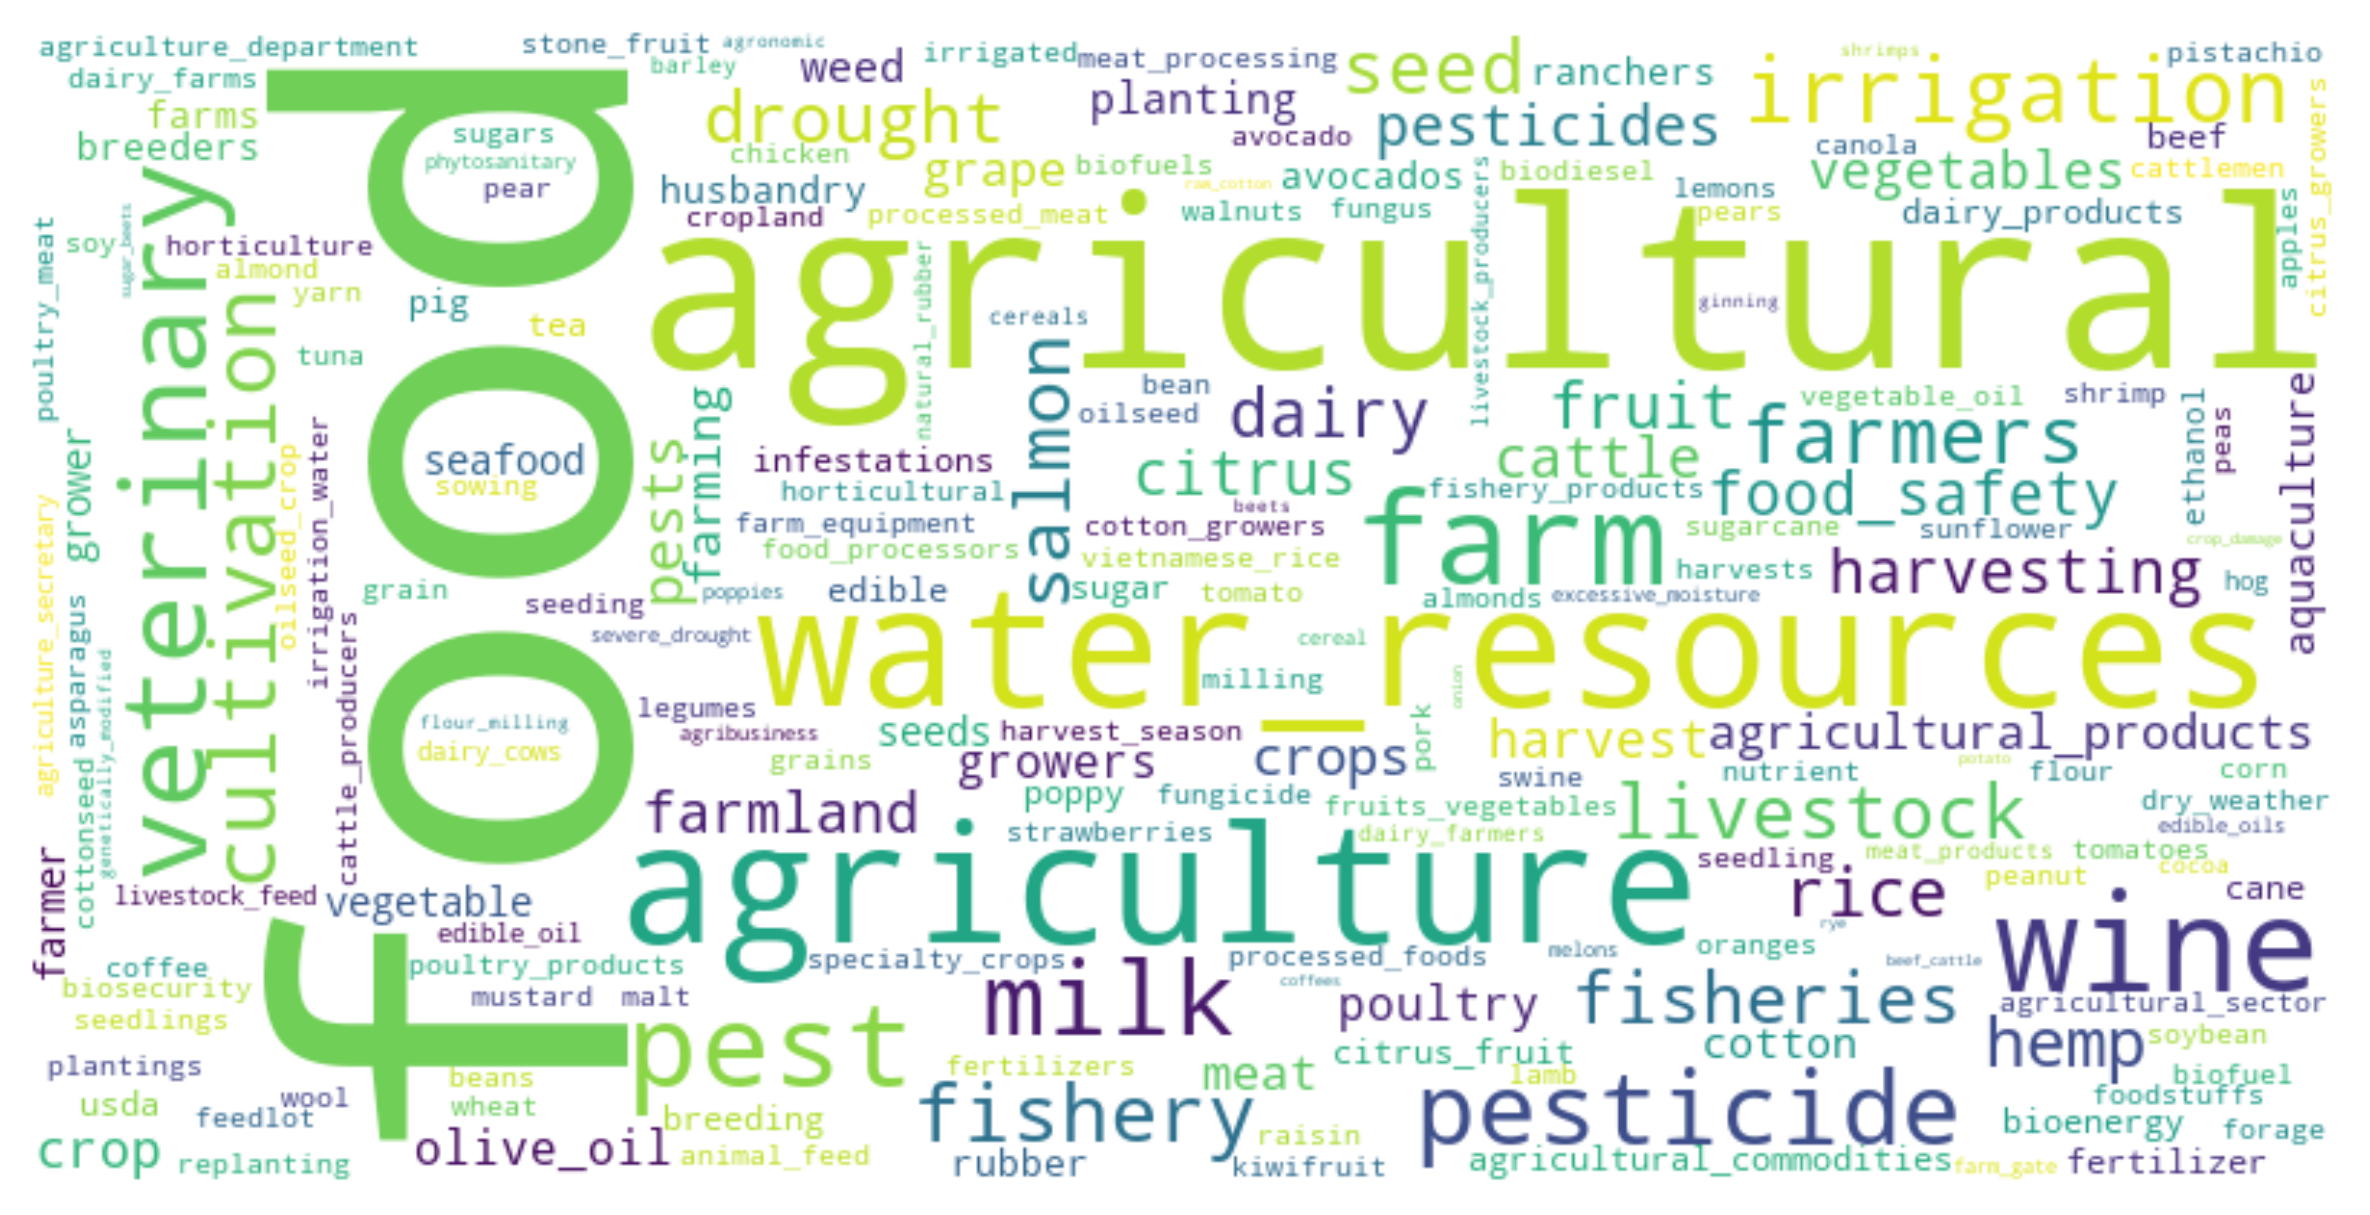 agriculture_department
stone_fruit
agronomic
irrigated
shrimps
pistachio
dairy_farms
barley
weed
meat_processing
seed
ranchers
irrigation
farms
drought
planting
pesticides
beef
breeders
sugars
phytosanitary
pear
food
chicken
grape
avocado
biofuels
avocados
biodiesel
canola
vegetables
cattlemen
citrus_growers
husbandry
raw_cotton
lemons
cropland
processed_meat
walnuts
fungus
livestock_producers
pears
dairy_products
apples
poultry_meat
soy
sugar_beets
veterinary
horticulture
almond
yarn
cultivation
agricultural
pig
tea
natural_rubber
cereals
ginning
tuna
salmon
bean
oilseed
dairy
fruit
vegetable_oil
shrimp
ethanol
peas
aquaculture
farmers
grower
oilseed_crop
irrigation_water
seafood
sowing
pests
farming
infestations
horticultural
citrus
cattle
fishery_products
food_safety
beets
farm_equipment
cotton_growers
farm
sugarcane
sunflower
crop_damage
food_processors
vietnamese_rice
harvests
harvesting
hog
agriculture_secretary
grain
poppies
edible
sugar
tomato
almonds
excessive_moisture
seeding
severe_drought
water_resources
cereal
asparagus
genetically_modified
cattle_producers
milling
onion
legumes
flour_milling
dairy_cows
agribusiness
seeds
harvest_season
crops
pork
harvest
agricultural_products
grains
growers
swine
nutrient
potato
flour
corn
cottonseed
farmland
poppy
fungicide
fruits_vegetables
livestock
dry_weather
edible_oils
strawberries
dairy_farmers
agriculture
seedling
meat_products
tomatoes
farmer
livestock_feed
vegetable
rice
peanut
cocoa
cane
edible_oil
rye
wine
coffee
poultry_products
specialty_crops
processed_foods
melons
oranges
beef_cattle
biosecurity
mustard
malt
milk
coffees
poultry
fisheries
agricultural_sector
seedlings
pest
citrus_fruit
cotton
hemp
soybean
plantings
beans
fertilizers
meat
lamb
biofuel
usda
wool
wheat
foodstuffs
feedlot
breeding
fishery
pesticide
bioenergy
forage
crop
replanting
olive_oil
animal_feed
raisin
rubber
kiwifruit
agricultural_commodities
farm_gate
fertilizer